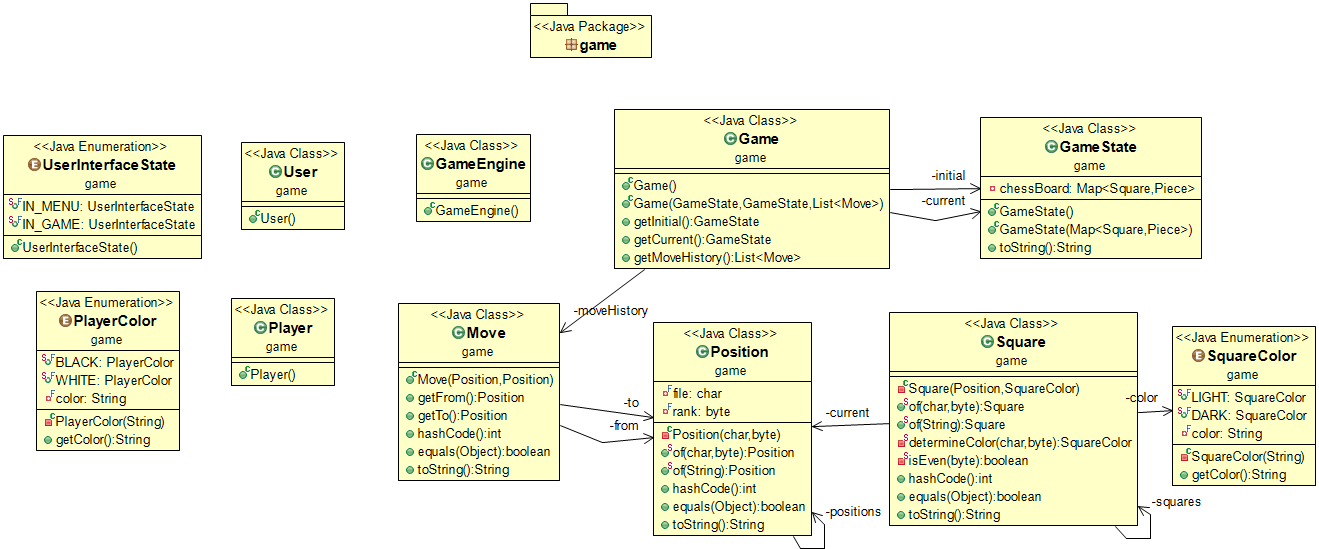 <<Java Package>>
game
<<Java Enumeration>>
UserInterfaceState
game
IN_MENU: UserInterfaceState
IN_GAME: UserInterfaceState
UserInterfaceState()
<<Java Class>>
User
game
User()
<<Java Class>>
GameEngine
game
GameEngine()
<<Java Class>>
Game
game
Game()
Game(GameState,GameState,List<Move>)
getInitial():GameState
getCurrent():GameState
getMoveHistory():List<Move>
-initial
-current
<<Java Class>>
GameState
game
chessBoard: Map<Square,Piece>
GameState()
GameState(Map<Square,Piece>)
toString():String
<<Java Enumeration>>
PlayerColor
game
BLACK: PlayerColor
WHITE: PlayerColor
color: String
PlayerColor(String)
getColor():String
<<Java Class>>
Player
game
Player()
<<Java Class>>
Move
game
Move(Position,Position)
getFrom():Position
getTo():Position
hashCode():int
equals(Object):boolean
toString():String
-moveHistory
-to
-from
<<Java Class>>
Position
game
file: char
rank: byte
Position(char,byte)
of(char,byte):Position
of(String):Position
hashCode():int
equals(Object):boolean
toString():String
-positions
-current
<<Java Class>>
Square
game
Square(Position,SquareColor)
of(char,byte):Square
of(String):Square
determineColor(char,byte):SquareColor
isEven(byte):boolean
hashCode():int
equals(Object):boolean
toString():String
-color
-squares
<<Java Enumeration>>
SquareColor
game
LIGHT: SquareColor
DARK: SquareColor
color: String
SquareColor(String)
getColor():String